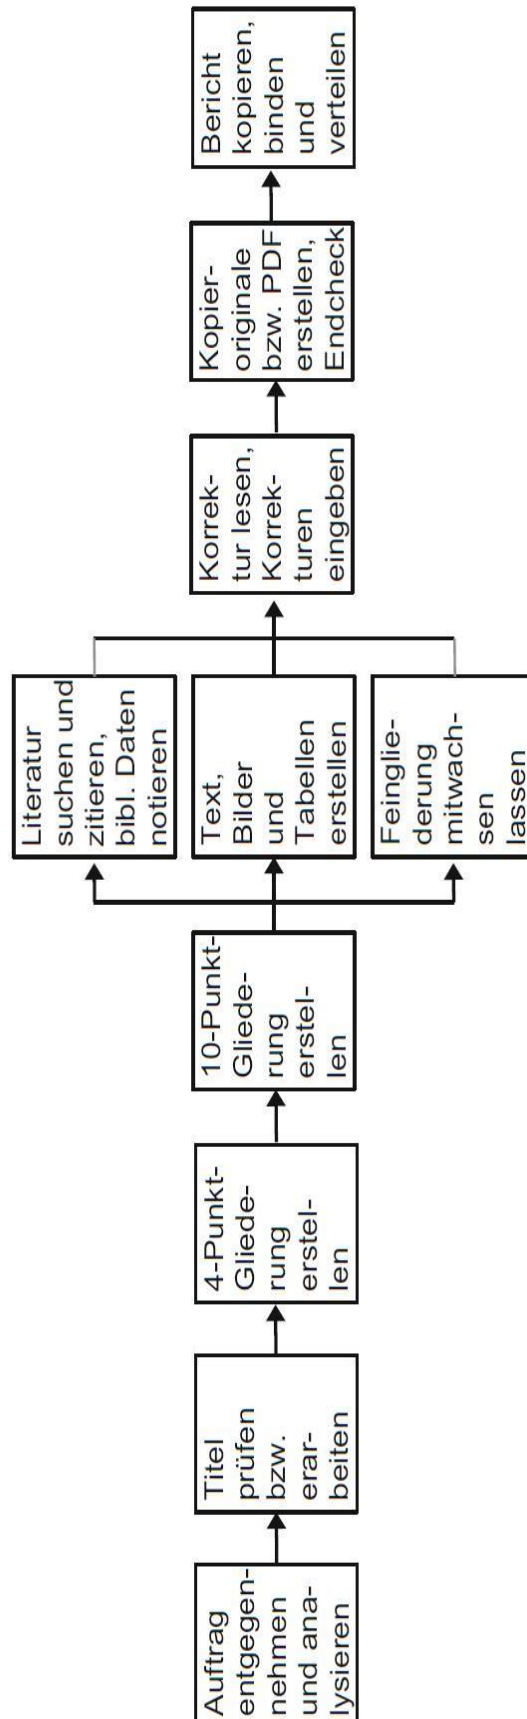 Auftrag
entgegen-
nehmen
und ana-
lysieren
Titel
prüfen
bzw.
erar-
beiten
4-Punkt-
Gliede-
rung
erstel-
len
10-Punkt-
Gliede-
rung
erstel-
len
Literatur
suchen und
zitieren,
bibl. Daten
notieren
Text,
Bilder
und
Tabellen
erstellen
Feinglie-
derung
mitwach-
sen
lassen
Korrek-
tur lesen,
Korrek-
turen
eingeben
Kopier-
originale
bzw. PDF
erstellen,
Endcheck
Bericht
kopieren,
binden
und
verteilen